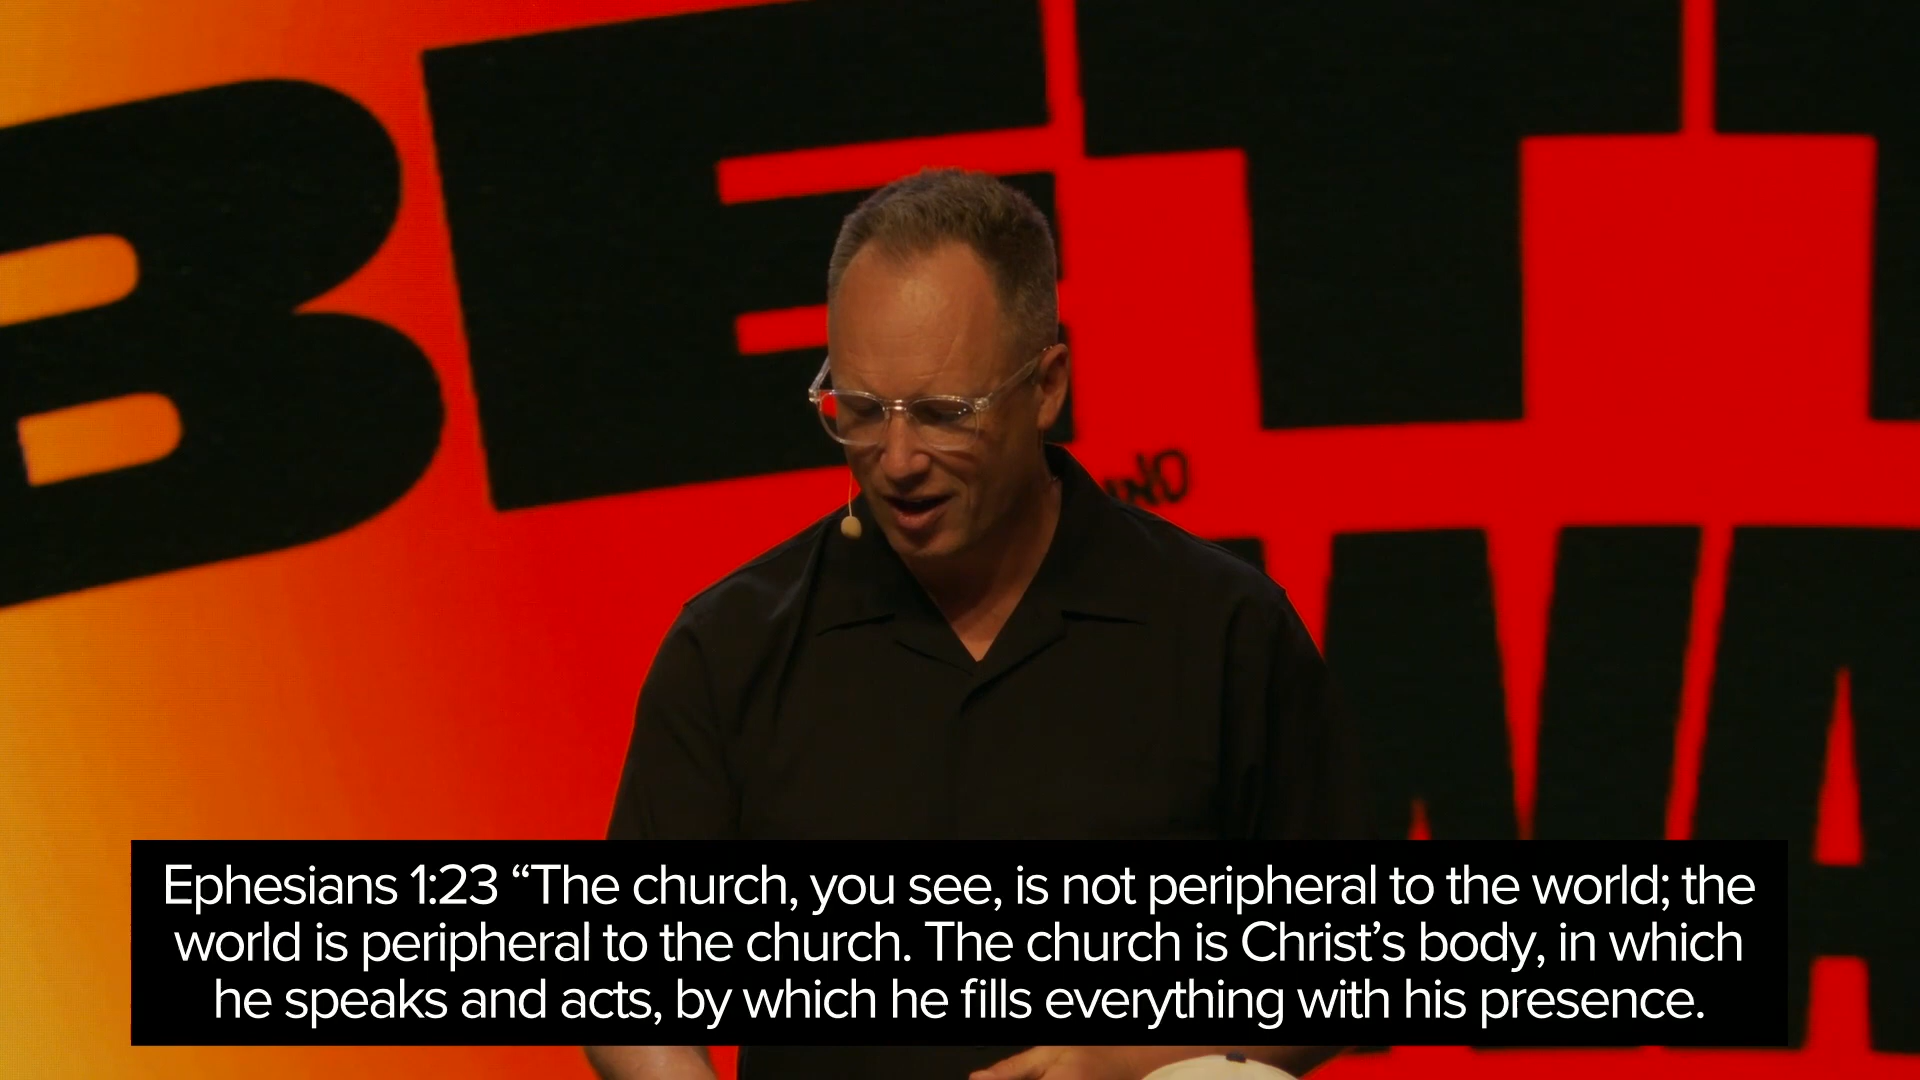 BETT
WA
Ephesians 1:23 “The church, you see, is not peripheral to the world; the
world is peripheral to the church. The church is Christ’s body, in which
he speaks and acts, by which he fills everything with his presence.